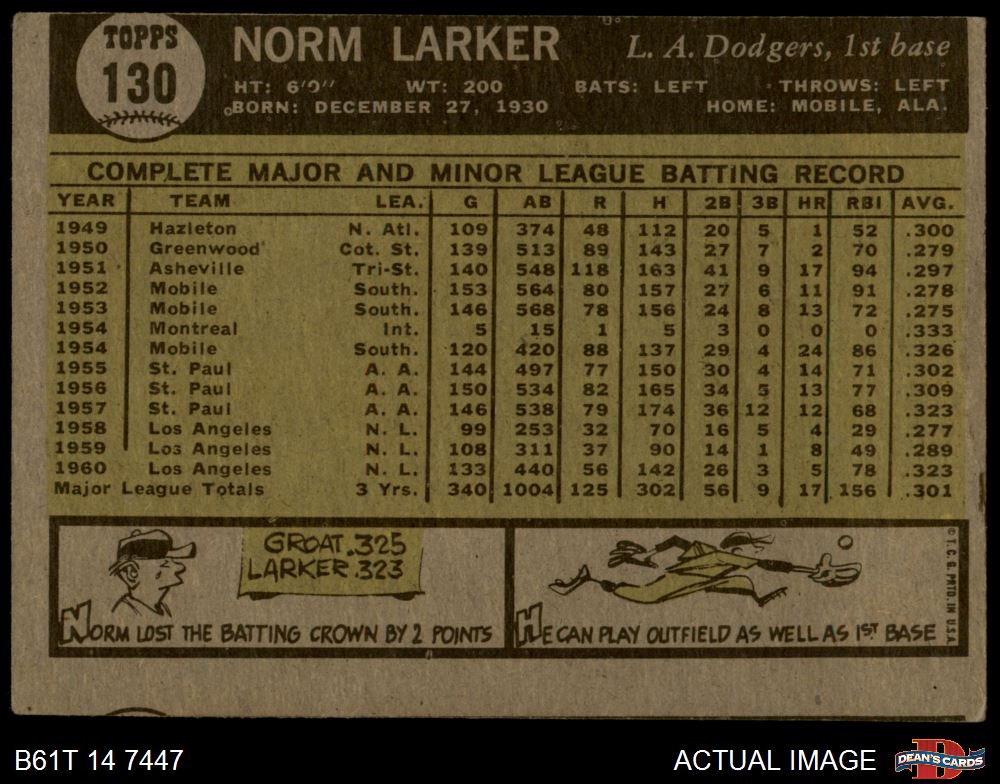 TOPPS
130
NORM LARKER
L. A. Dodgers, 1st base
HT: 6'0" WT: 200 BATS: LEFT THROWS: LEFT
BORN: DECEMBER 27, 1930 HOME: MOBILE, ALA.
COMPLETE MAJOR AND MINOR LEAGUE BATTING RECORD
YEAR TEAM LEA. G AB R H 2B 3B HR RBI AVG.
1949 Hazleton N. Atl. 109 374 48 112 20 5 1 52 .300
1950 Greenwood Cot. St. 139 513 89 143 27 7 2 70 .279
1951 Asheville Tri-St. 140 548 118 163 41 9 17 94 .297
1952 Mobile South. 153 564 80 157 27 6 11 91 .278
1953 Mobile South. 146 568 78 156 24 8 13 72 .275
1954 Montreal Int. 5 15 1 5 3 0 0 0 .333
1954 Mobile South. 120 420 88 137 29 4 24 86 .326
1955 St. Paul A. A. 144 497 77 150 30 4 14 71 .302
1956 St. Paul A. A. 150 534 82 165 34 5 13 77 .309
1957 St. Paul A. A. 146 538 79 174 36 12 12 68 .323
1958 Los Angeles N. L. 99 253 32 70 16 5 4 29 .277
1959 Los Angeles N. L. 108 311 37 90 14 1 8 49 .289
1960 Los Angeles N. L. 133 440 56 142 26 3 5 78 .323
Major League Totals 3 Yrs. 340 1004 125 302 56 9 17 156 .301
GROAT .325
LARKER .323
NORM LOST THE BATTING CROWN BY 2 POINTS
HE CAN PLAY OUTFIELD AS WELL AS 1ST BASE
© T. C. G. PRTD. IN U.S.A.
B61T 14 7447
ACTUAL IMAGE
DEAN'S CARDS